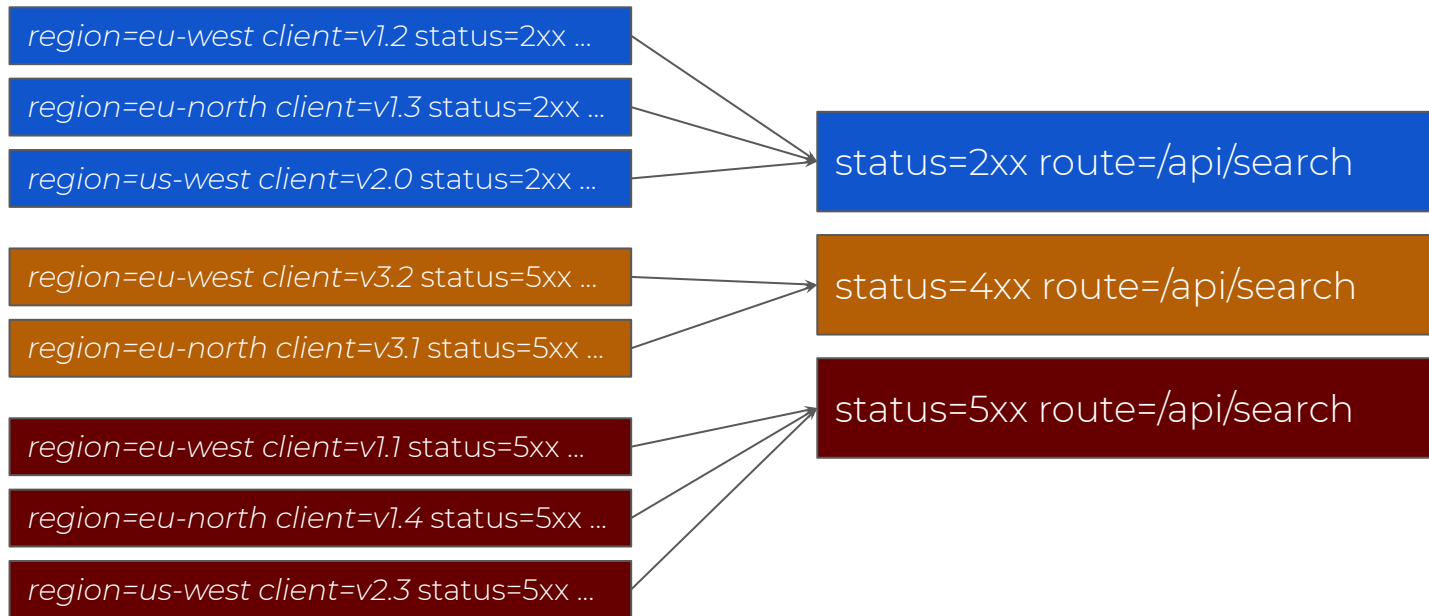 region=eu-west client=v1.2 status=2xx ...
region=eu-north client=v1.3 status=2xx ...
region=us-west client=v2.0 status=2xx ...
region=eu-west client=v3.2 status=5xx ...
region=eu-north client=v3.1 status=5xx ...
region=eu-west client=v1.1 status=5xx ...
region=eu-north client=v1.4 status=5xx ...
region=us-west client=v2.3 status=5xx ...
status=2xx route=/api/search
status=4xx route=/api/search
status=5xx route=/api/search